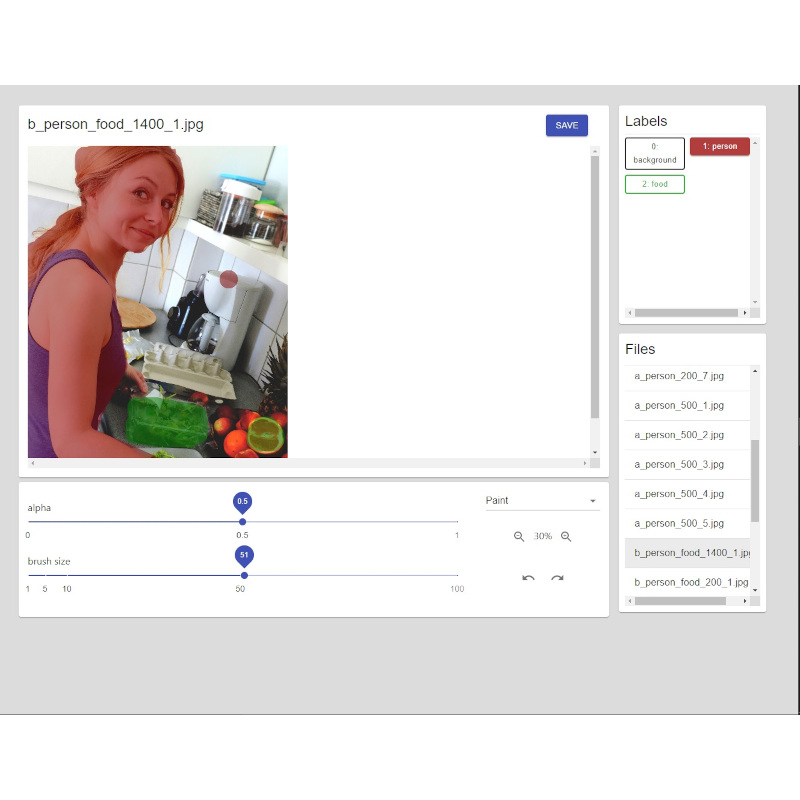 b_person_food_1400_1.jpg
SAVE
alpha
0.5
0
0.5
1
brush size
51
1
5
10
50
100
Paint
30%
Labels
0:
background
1: person
2: food
Files
a_person_200_7.jpg
a_person_500_1.jpg
a_person_500_2.jpg
a_person_500_3.jpg
a_person_500_4.jpg
a_person_500_5.jpg
b_person_food_1400_1.jpg
b_person_food_200_1.jpg